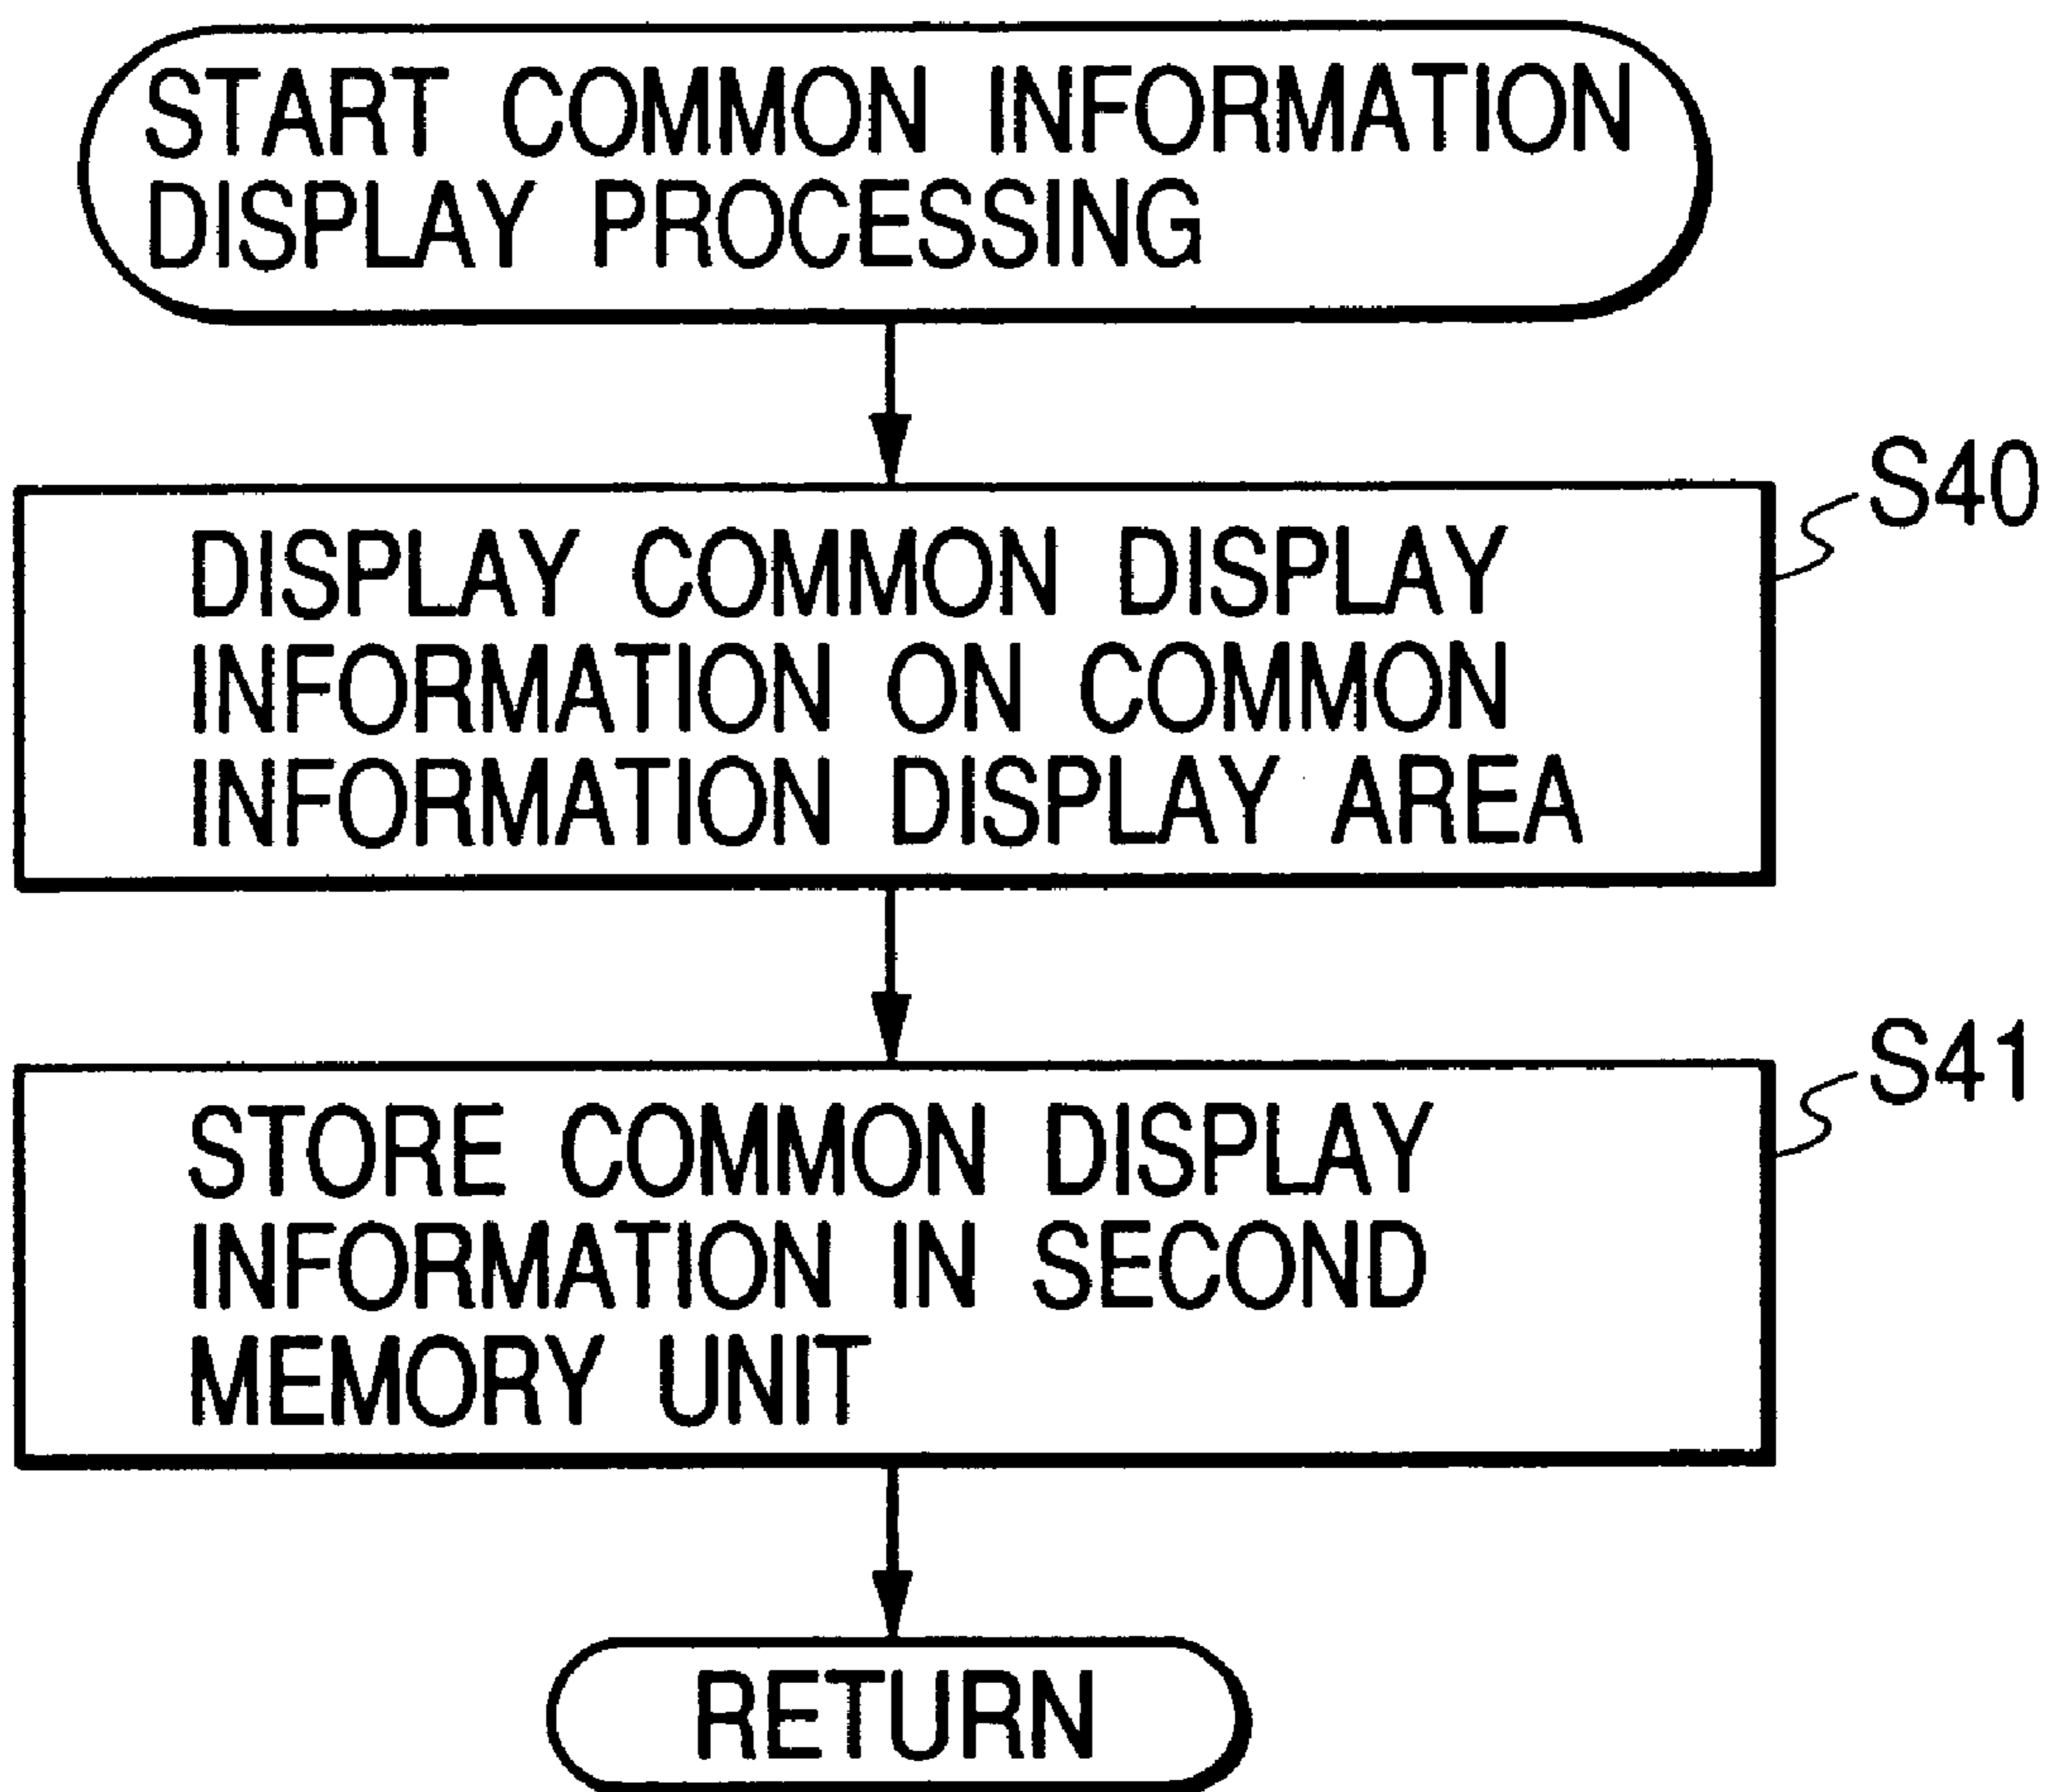 START COMMON INFORMATION
DISPLAY PROCESSING
S40
DISPLAY COMMON DISPLAY
INFORMATION ON COMMON
INFORMATION DISPLAY AREA
S41
STORE COMMON DISPLAY
INFORMATION IN SECOND
MEMORY UNIT
RETURN